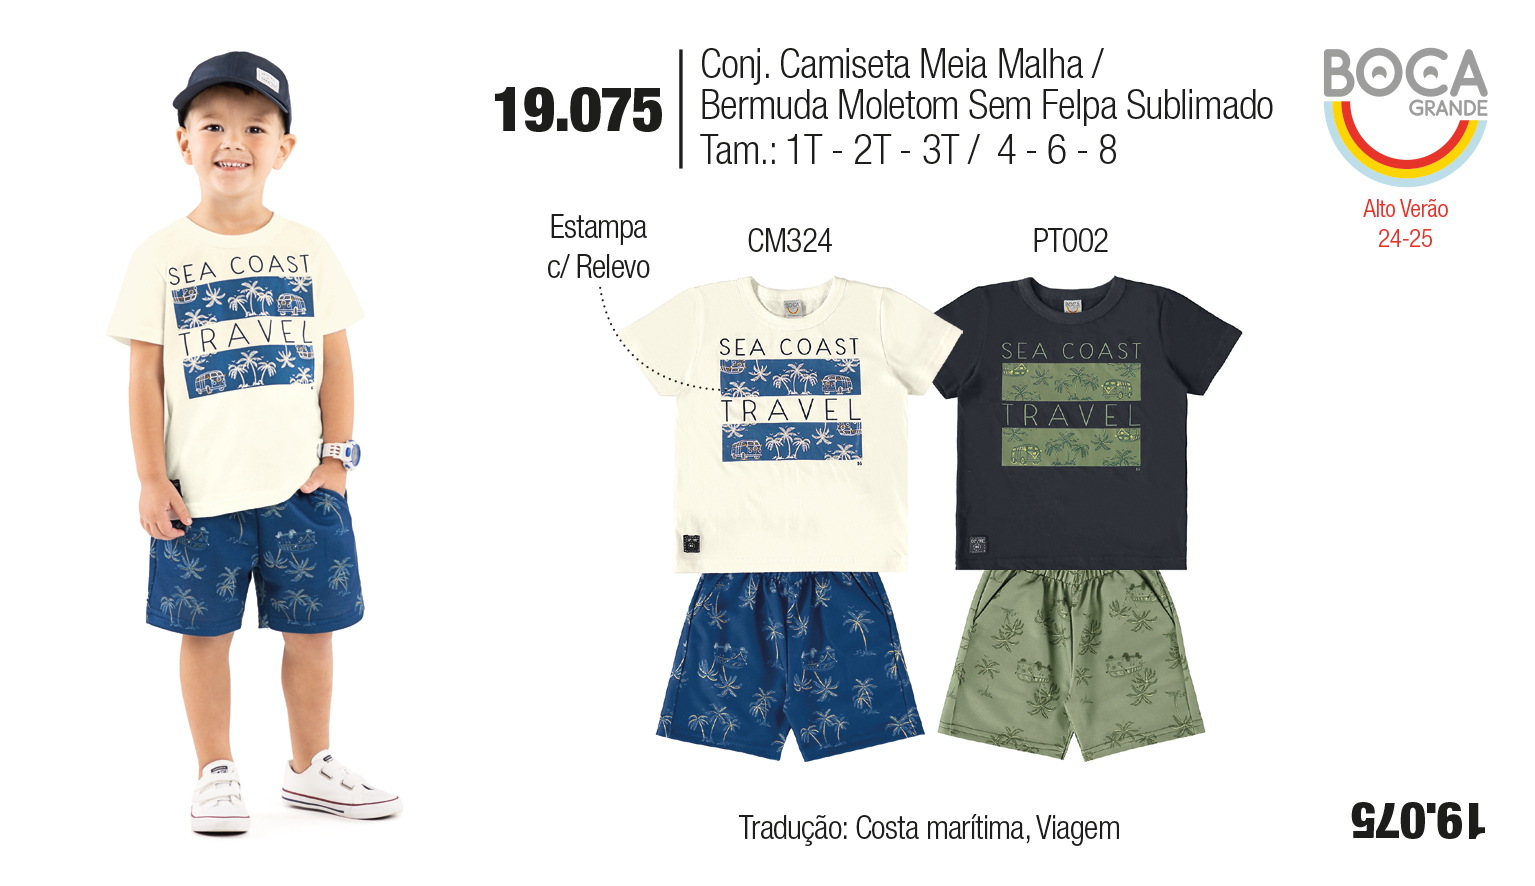 19.075
Conj. Camiseta Meia Malha /
Bermuda Moletom Sem Felpa Sublimado
Tam.: 1T - 2T - 3T / 4 - 6 - 8
BOCA
GRANDE
Alto Verão
24-25
Estampa
c/ Relevo
CM324
PT002
SEA COAST
TRAVEL
BOCA
SEA COAST
TRAVEL
BOCA
SEA COAST
TRAVEL
Tradução: Costa marítima, Viagem
19.075